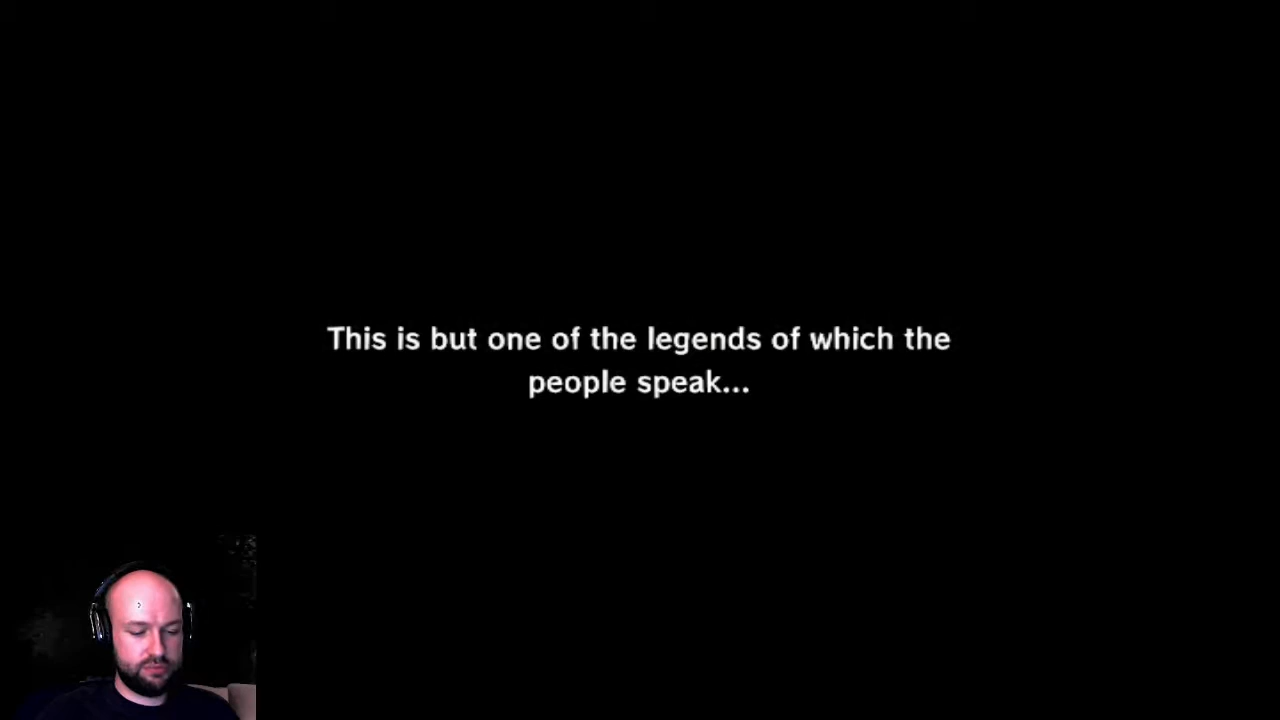 This is but one of the legends of which the
people speak...